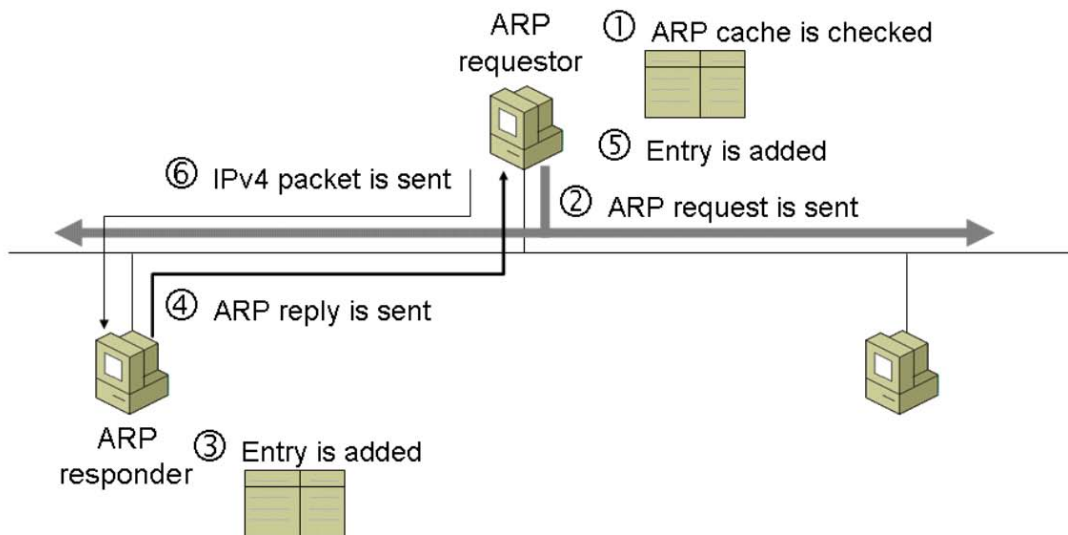 ARP
requestor
① ARP cache is checked
⑤ Entry is added
⑥ IPv4 packet is sent
② ARP request is sent
④ ARP reply is sent
ARP
responder
③ Entry is added